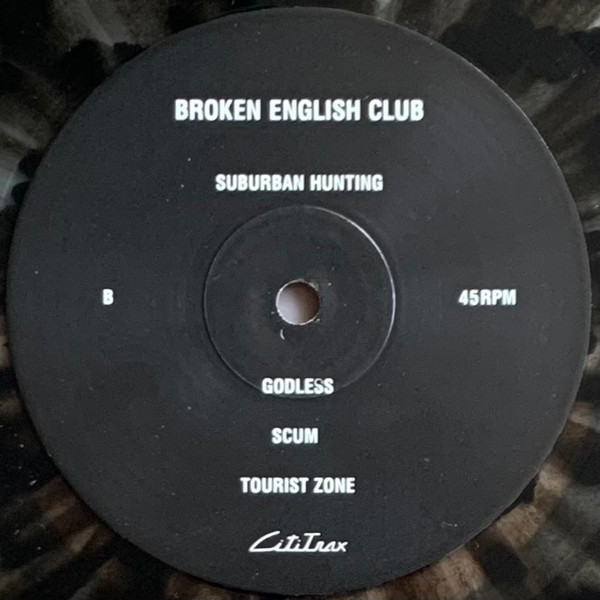 BROKEN ENGLISH CLUB
SUBURBAN HUNTING
B
45RPM
GODLESS
SCUM
TOURIST ZONE
CitiTrax